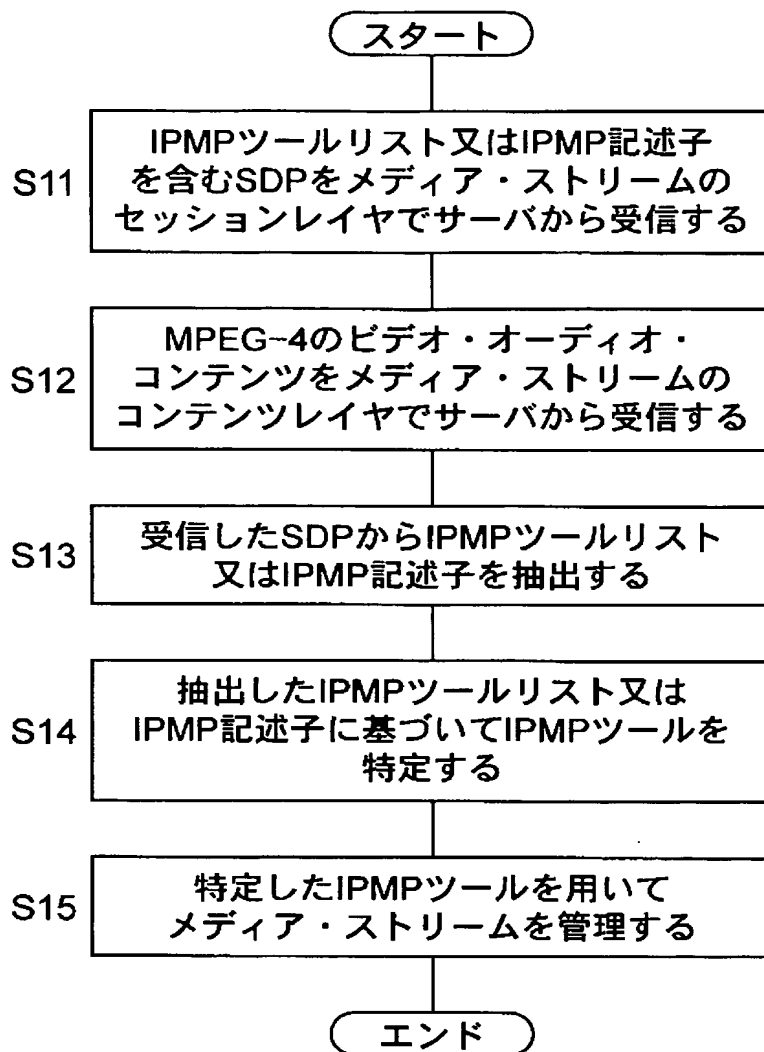 スタート
S11
IPMPツールリスト又はIPMP記述子
を含むSDPをメディア・ストリームの
セッションレイヤでサーバから受信する
S12
MPEG-4のビデオ・オーディオ・
コンテンツをメディア・ストリームの
コンテンツレイヤでサーバから受信する
S13
受信したSDPからIPMPツールリスト
又はIPMP記述子を抽出する
S14
抽出したIPMPツールリスト又は
IPMP記述子に基づいてIPMPツールを
特定する
S15
特定したIPMPツールを用いて
メディア・ストリームを管理する
エンド